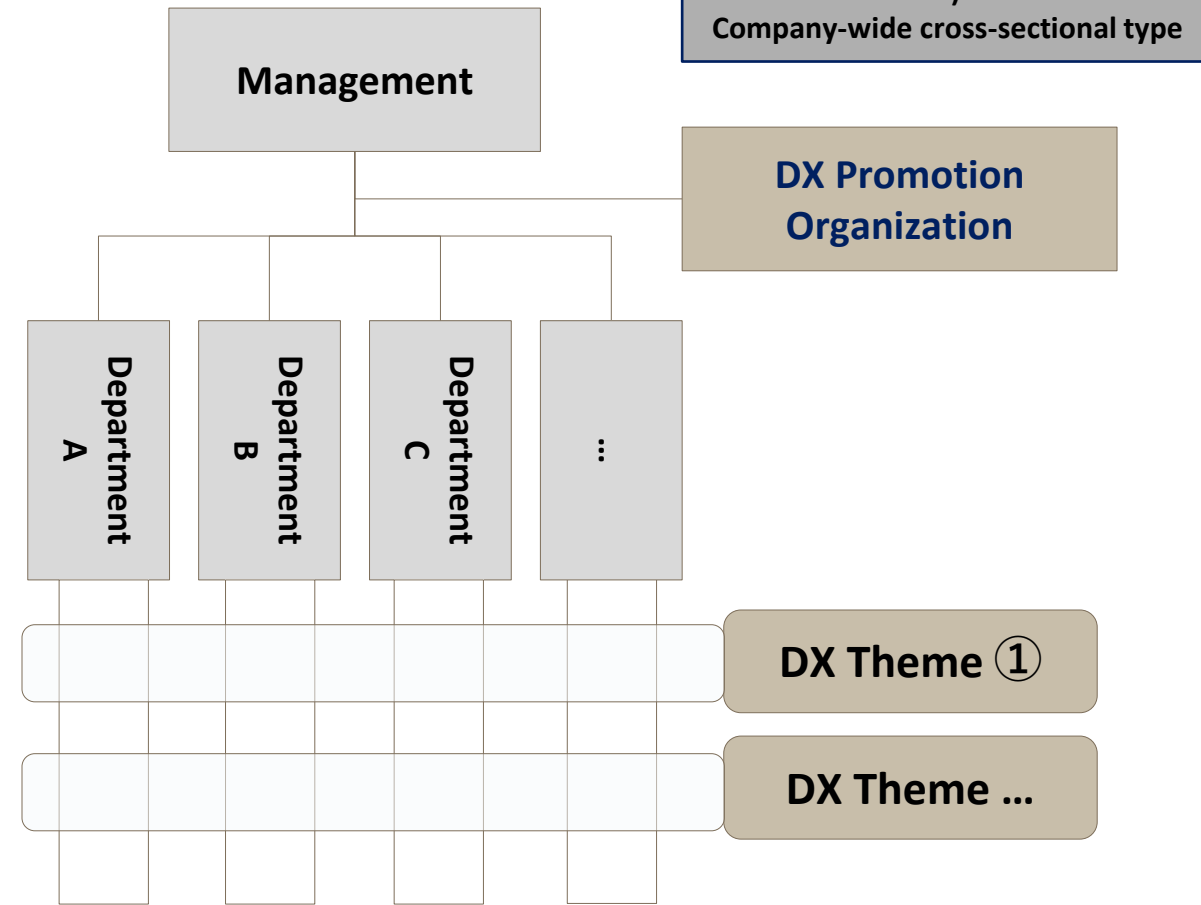 Company-wide cross-sectional type
Management
DX Promotion
Organization
Department
A
Department
B
Department
C
...
DX Theme ①
DX Theme ...